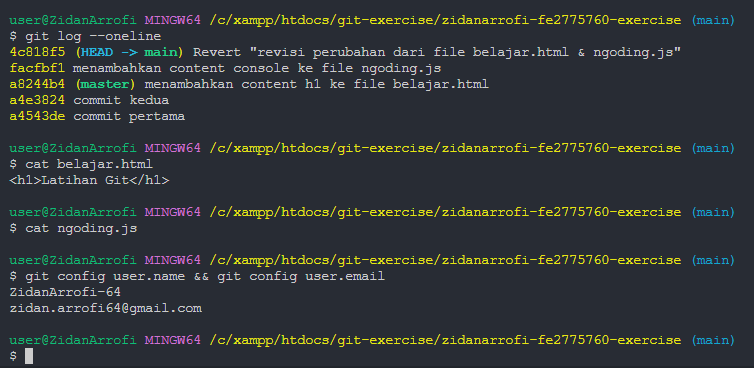 user@ZidanArrofi MINGW64 /c/xampp/htdocs/git-exercise/zidanarrofi-fe2775760-exercise (main)
$ git log --oneline
4c818f5 (HEAD -> main) Revert "revisi perubahan dari file belajar.html & ngoding.js"
facfbf1 menambahkan content console ke file ngoding.js
a8244b4 (master) menambahkan content h1 ke file belajar.html
a4e3824 commit kedua
a4543de commit pertama
user@ZidanArrofi MINGW64 /c/xampp/htdocs/git-exercise/zidanarrofi-fe2775760-exercise (main)
$ cat belajar.html
<h1>Latihan Git</h1>
user@ZidanArrofi MINGW64 /c/xampp/htdocs/git-exercise/zidanarrofi-fe2775760-exercise (main)
$ cat ngoding.js
user@ZidanArrofi MINGW64 /c/xampp/htdocs/git-exercise/zidanarrofi-fe2775760-exercise (main)
$ git config user.name && git config user.email
ZidanArrofi-64
zidan.arrofi64@gmail.com
user@ZidanArrofi MINGW64 /c/xampp/htdocs/git-exercise/zidanarrofi-fe2775760-exercise (main)
$